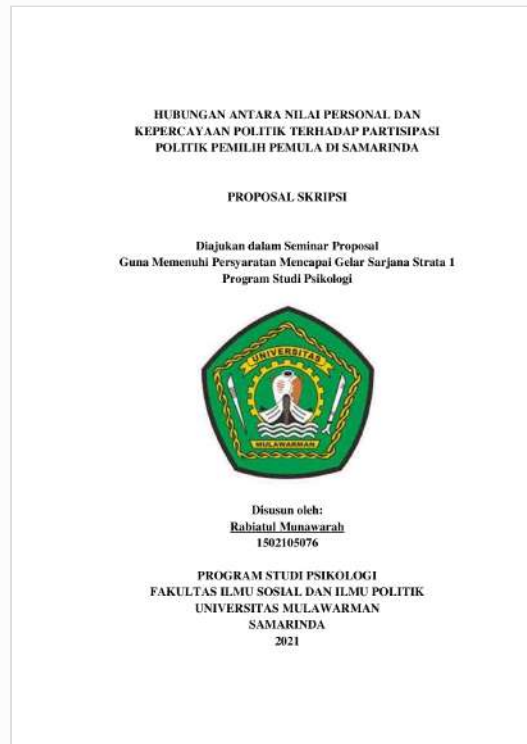 HUBUNGAN ANTARA NILAI PERSONAL DAN
KEPERCAYAAN POLITIK TERHADAP PARTISIPASI
POLITIK PEMILIH PEMULA DI SAMARINDA
PROPOSAL SKRIPSI
Diajukan dalam Seminar Proposal
Guna Memenuhi Persyaratan Mencapai Gelar Sarjana Strata 1
Program Studi Psikologi
UNIVERSITAS
MULAWARMAN
Disusun oleh:
Rabiatul Munawarah
1502105076
PROGRAM STUDI PSIKOLOGI
FAKULTAS ILMU SOSIAL DAN ILMU POLITIK
UNIVERSITAS MULAWARMAN
SAMARINDA
2021